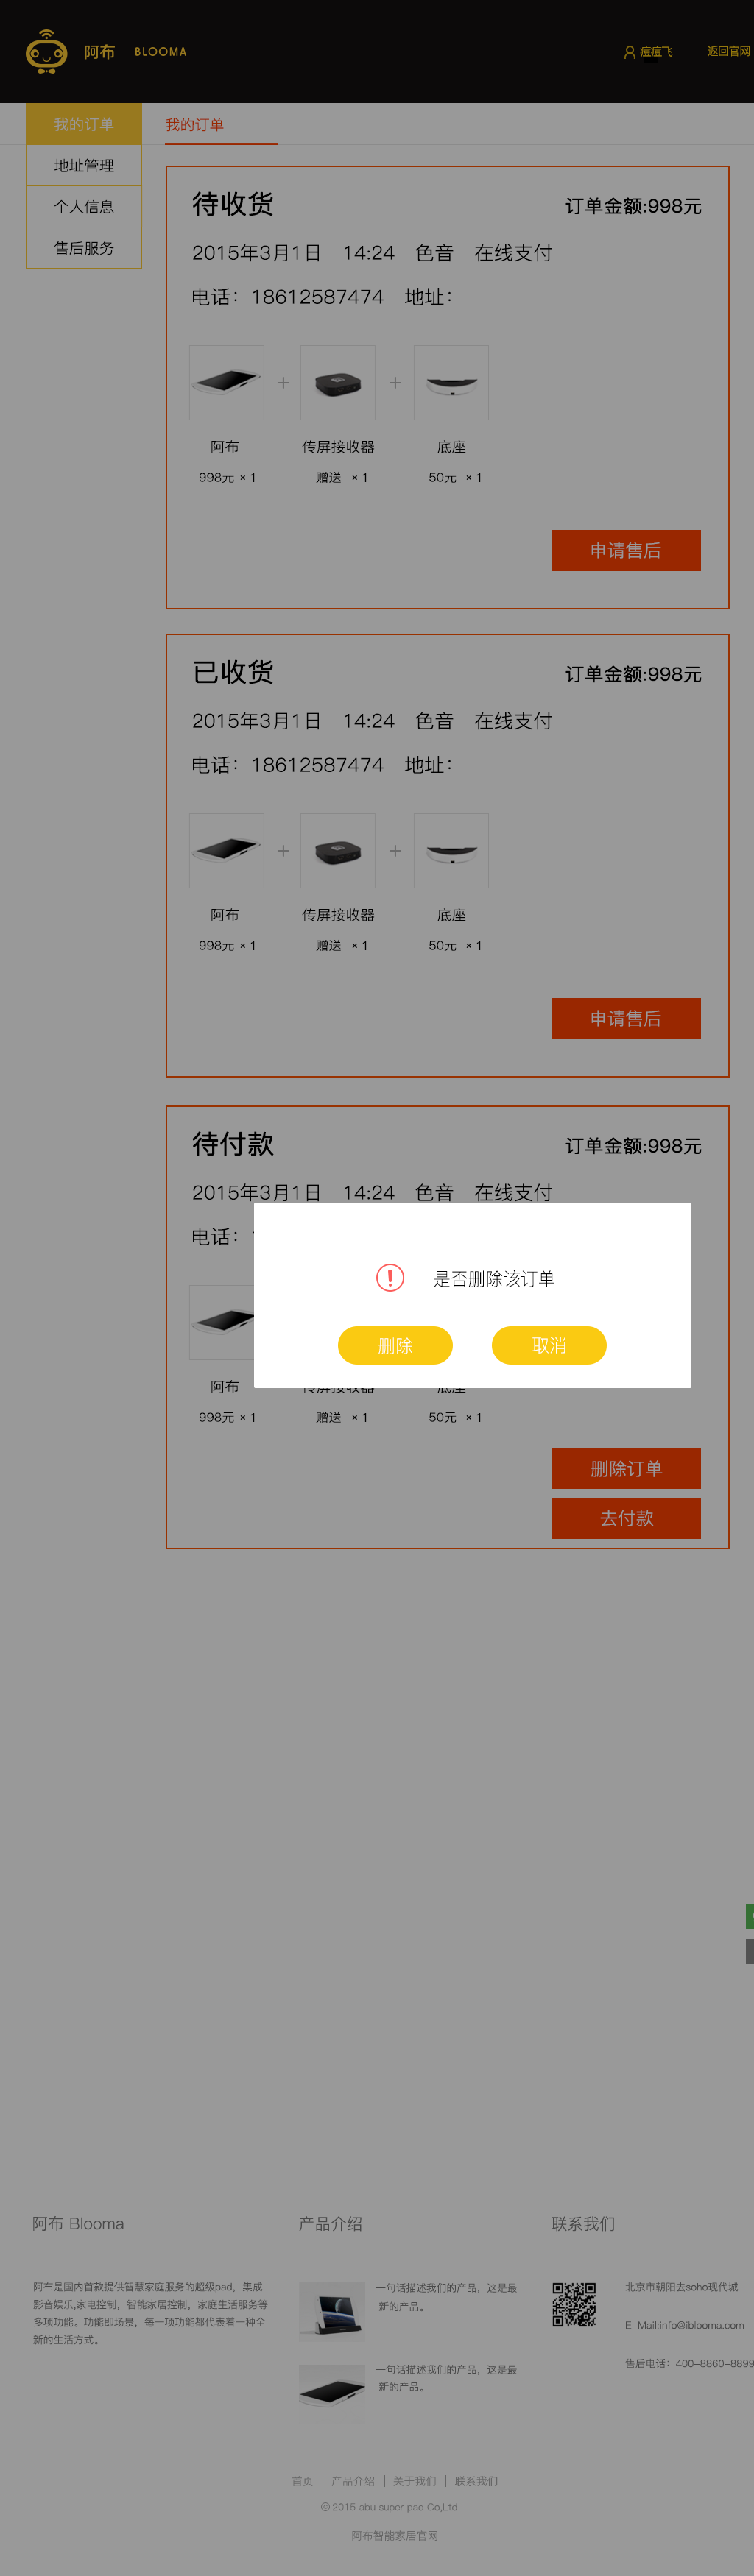 阿布 BLOOMA 痘痘飞 返回官网
我的订单 我的订单
地址管理
个人信息
售后服务
待收货 订单金额:998元
2015年3月1日 14:24 色音 在线支付
电话：18612587474 地址：
阿布 传屏接收器 底座
998元 × 1 赠送 × 1 50元 × 1
申请售后
已收货 订单金额:998元
2015年3月1日 14:24 色音 在线支付
电话：18612587474 地址：
阿布 传屏接收器 底座
998元 × 1 赠送 × 1 50元 × 1
申请售后
待付款 订单金额:998元
2015年3月1日 14:24 色音 在线支付
电话：
是否删除该订单
删除 取消
阿布 传屏接收器 底座
998元 × 1 赠送 × 1 50元 × 1
删除订单
去付款
阿布 Blooma
阿布是国内首款提供智慧家庭服务的超级pad，集成
影音娱乐,家电控制，智能家居控制，家庭生活服务等
多项功能。功能即场景，每一项功能都代表着一种全
新的生活方式。
产品介绍
一句话描述我们的产品，这是最
新的产品。
一句话描述我们的产品，这是最
新的产品。
联系我们
北京市朝阳去soho现代城
E-Mail:info@iblooma.com
售后电话：400-8860-8899
首页 | 产品介绍 | 关于我们 | 联系我们
© 2015 abu super pad Co,Ltd
阿布智能家居官网